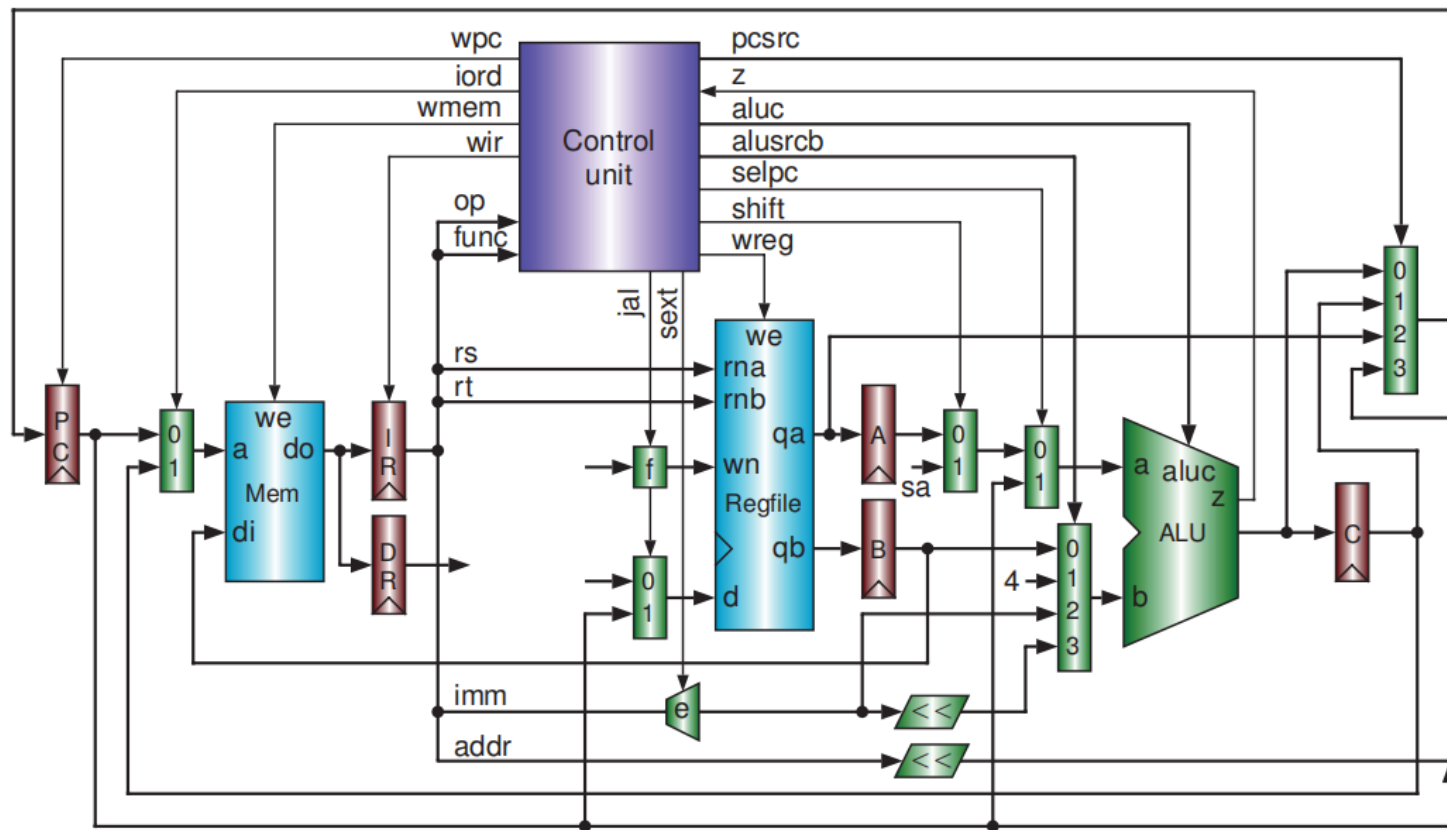 wpc
iord
wmem
wir
op
func
Control
unit
pcsrc
z
aluc
alusrcb
selpc
shift
wreg
jal
sext
rs
rt
P
C
0
1
we
a
do
Mem
di
I
R
D
R
f
0
1
we
rna
rnb
qa
wn
Regfile
qb
d
A
B
0
1
sa
0
1
0
4
1
2
3
a
aluc
z
ALU
b
0
1
2
3
C
imm
e
<<
addr
<<